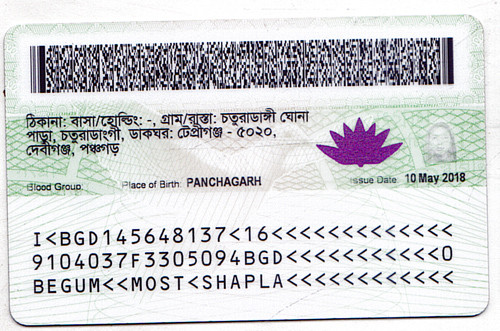 ঠিকানা: বাসা/হোল্ডিং: -, গ্রাম/রাস্তা: চতুরাডাঙ্গী ঘোনা
পাড়া, চতুরাডাংগী, ডাকঘর: টেপ্রীগঞ্জ - ৫০২০,
দেবীগঞ্জ, পঞ্চগড়
Blood Group: Place of Birth: PANCHAGARH Issue Date: 10 May 2018
I<BGD145648137<16<<<<<<<<<<<<<
9104037F3305094BGD<<<<<<<<<<<0
BEGUM<<MOST<SHAPLA<<<<<<<<<<<<